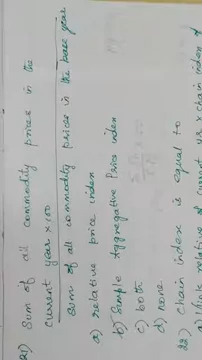 21) Sum of all commodity prices in the
current year x 100
Sum of all commodity prices in the base year
a) relative price index
b) Simple Aggregative Price index
c) both
d) none.
22) Chain index is equal to
a) link relative of current yr x chain index of